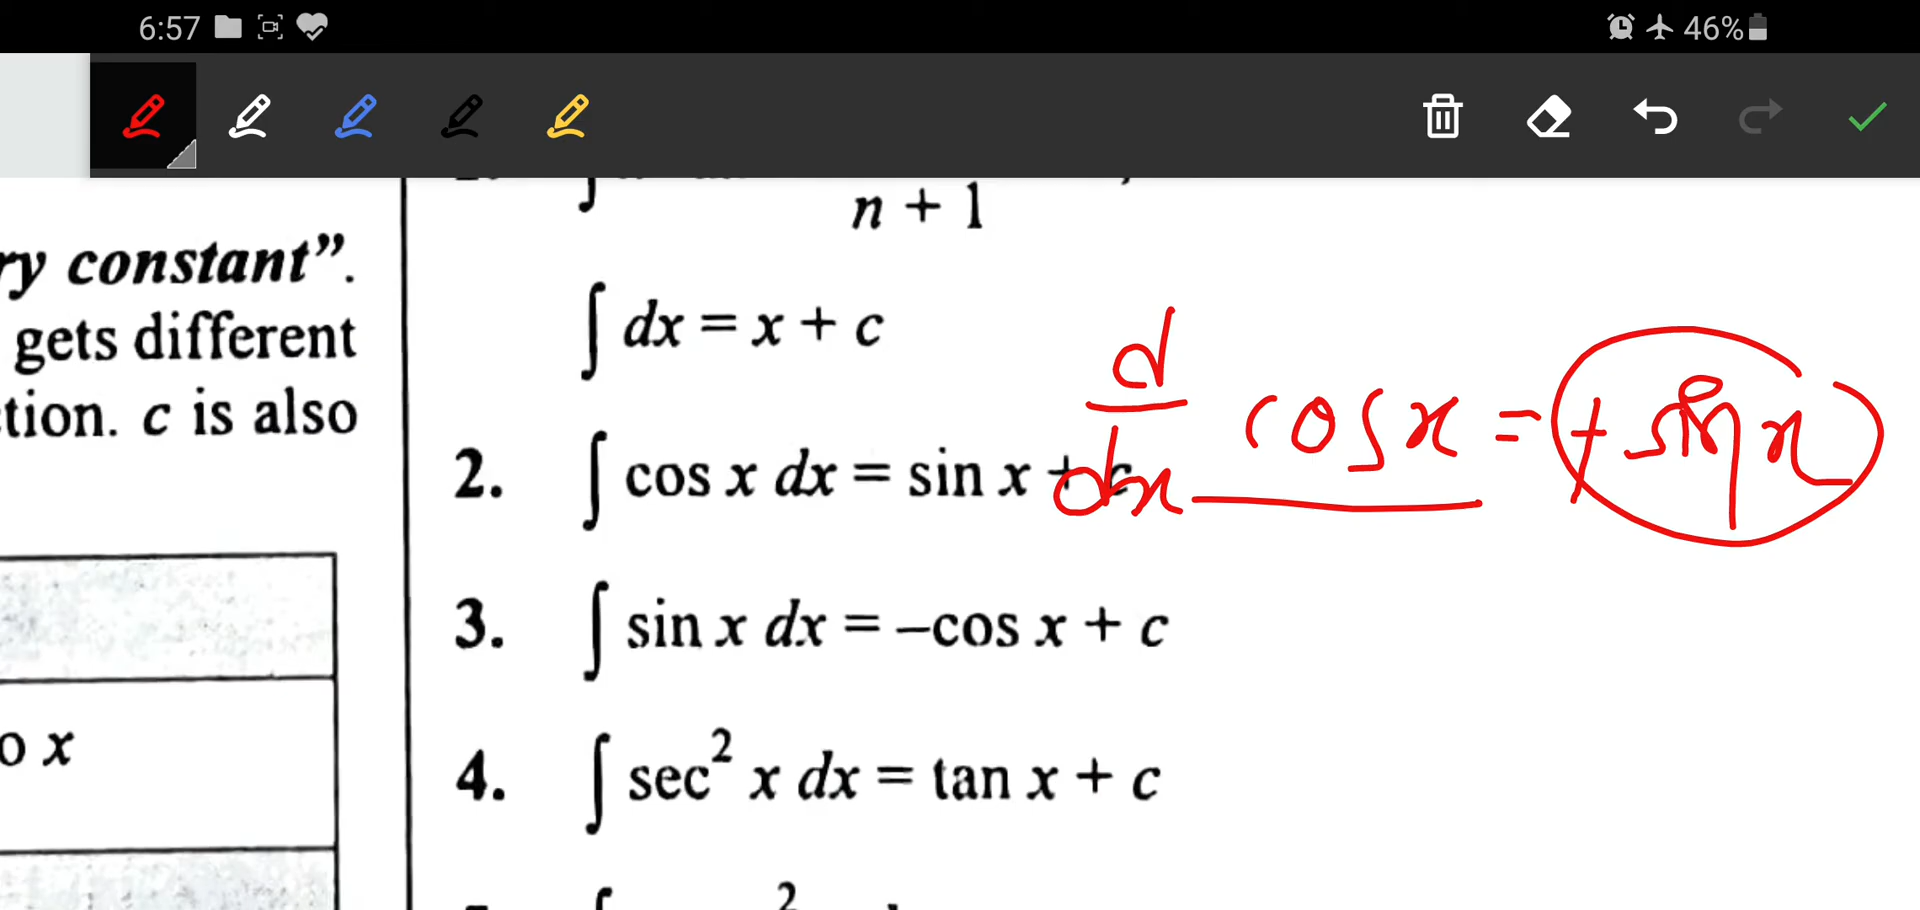 6:57 46%
n + 1
ry constant”.
gets different
tion. c is also
∫ dx = x + c
d/dx cos x = + sin x
2. ∫ cos x dx = sin x + c
3. ∫ sin x dx = –cos x + c
o x
4. ∫ sec² x dx = tan x + c